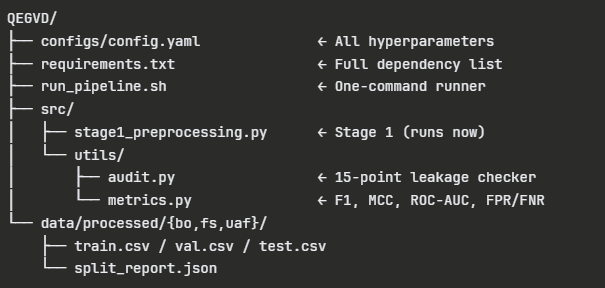 QEGVD/
├── configs/config.yaml ← All hyperparameters
├── requirements.txt ← Full dependency list
├── run_pipeline.sh ← One-command runner
├── src/
│   ├── stage1_preprocessing.py ← Stage 1 (runs now)
│   └── utils/
│       ├── audit.py ← 15-point leakage checker
│       └── metrics.py ← F1, MCC, ROC-AUC, FPR/FNR
└── data/processed/{bo,fs,uaf}/
    ├── train.csv / val.csv / test.csv
    └── split_report.json